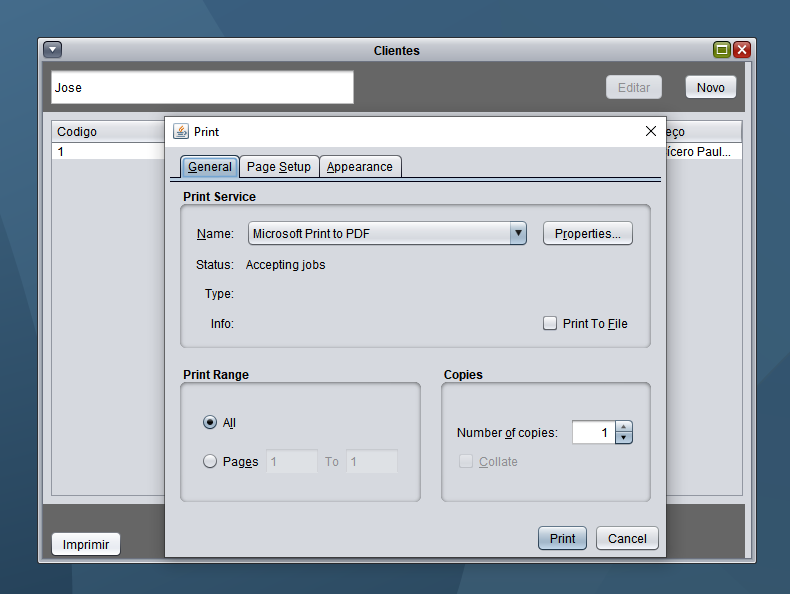 Clientes
Jose
Editar
Novo
Codigo
eço
1
ícero Paul...
Print
General
Page Setup
Appearance
Print Service
Name:
Microsoft Print to PDF
Properties...
Status:
Accepting jobs
Type:
Info:
Print To File
Print Range
All
Pages
1
To
1
Copies
Number of copies:
1
Collate
Print
Cancel
Imprimir